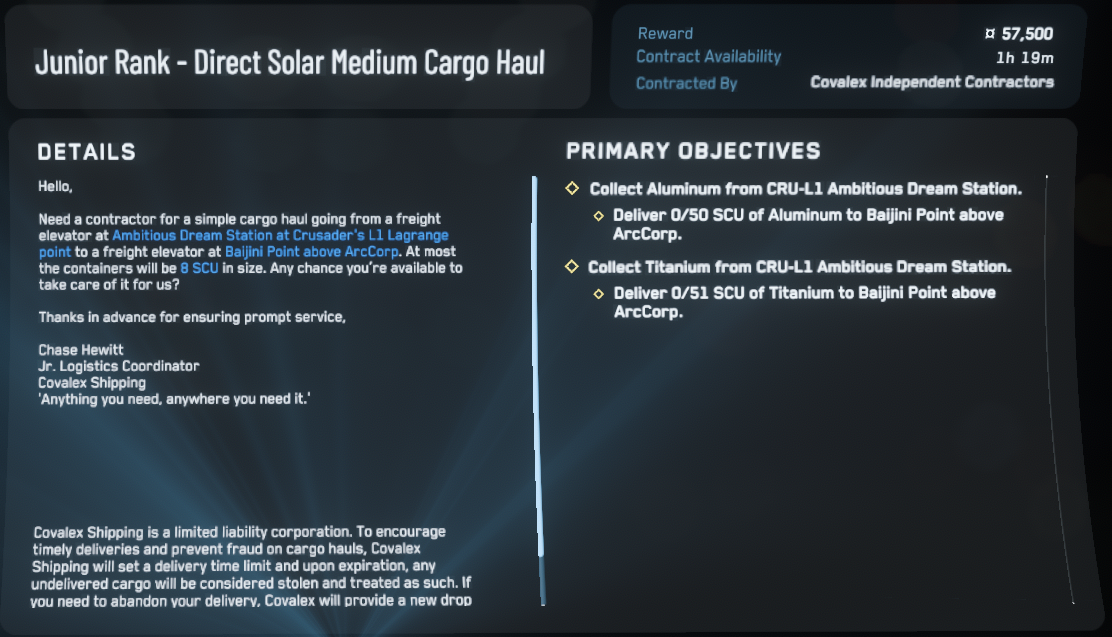 Junior Rank - Direct Solar Medium Cargo Haul
Reward ¤ 57,500
Contract Availability 1h 19m
Contracted By Covalex Independent Contractors
DETAILS
Hello,
Need a contractor for a simple cargo haul going from a freight
elevator at Ambitious Dream Station at Crusader's L1 Lagrange
point to a freight elevator at Baijini Point above ArcCorp. At most
the containers will be 8 SCU in size. Any chance you're available to
take care of it for us?
Thanks in advance for ensuring prompt service,
Chase Hewitt
Jr. Logistics Coordinator
Covalex Shipping
'Anything you need, anywhere you need it.'
Covalex Shipping is a limited liability corporation. To encourage
timely deliveries and prevent fraud on cargo hauls, Covalex
Shipping will set a delivery time limit and upon expiration, any
undelivered cargo will be considered stolen and treated as such. If
you need to abandon your delivery, Covalex will provide a new drop
PRIMARY OBJECTIVES
Collect Aluminum from CRU-L1 Ambitious Dream Station.
Deliver 0/50 SCU of Aluminum to Baijini Point above
ArcCorp.
Collect Titanium from CRU-L1 Ambitious Dream Station.
Deliver 0/51 SCU of Titanium to Baijini Point above
ArcCorp.